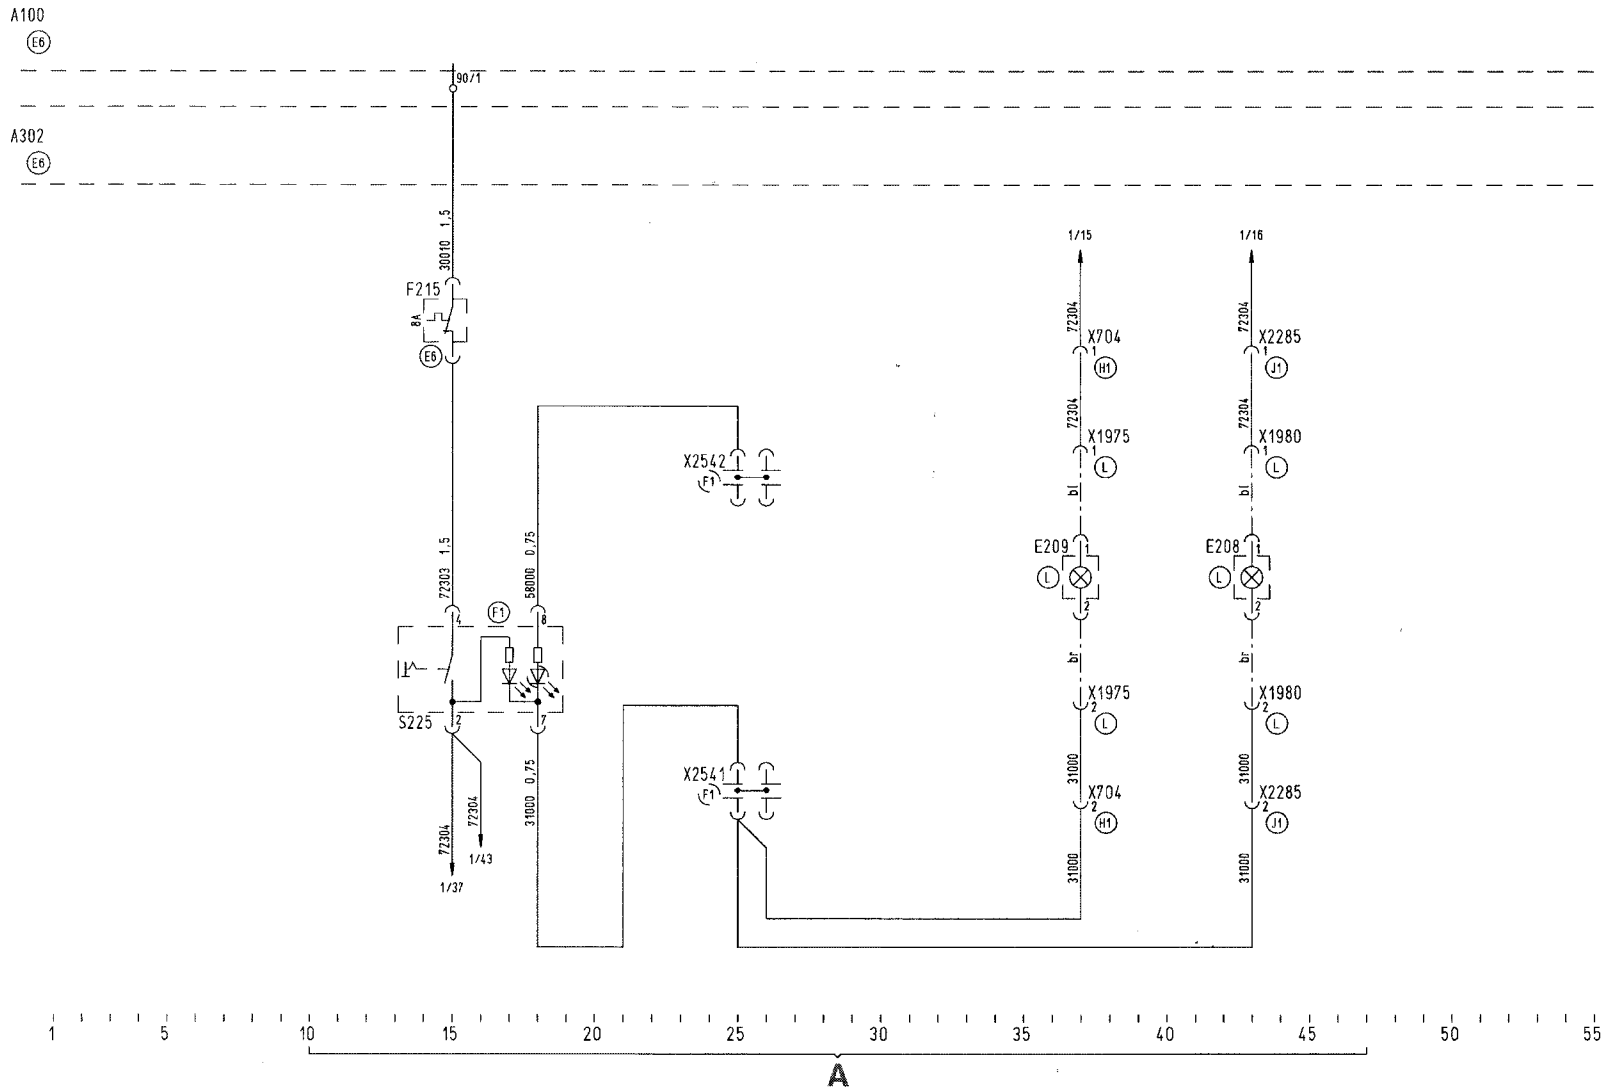 A100
E6
90/1
A302
E6
30010 1,5
F215
8A
E6
1/15
1/16
72304
72304
X704
1
H1
X2285
1
J1
72304
72304
X1975
1
L
X1980
1
L
X2542
F1
bl
bl
72303 1,5
58000 0,75
E209
1
L
2
E208
1
L
2
F1
4
8
S225
2
7
br
br
X1975
2
L
X1980
2
L
72304
72304
31000 0,75
X2541
F1
31000
31000
X704
2
H1
X2285
2
J1
1/43
1/37
31000
31000
1 5 10 15 20 25 30 35 40 45 50 55
A